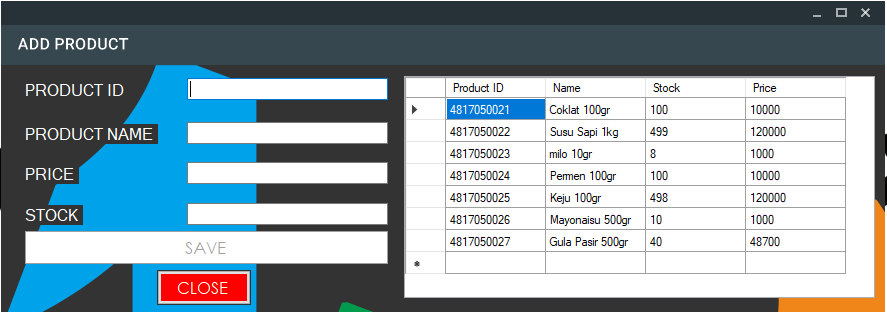 ADD PRODUCT
PRODUCT ID
PRODUCT NAME
PRICE
STOCK
SAVE
CLOSE
Product ID Name Stock Price
4817050021 Coklat 100gr 100 10000
4817050022 Susu Sapi 1kg 499 120000
4817050023 milo 10gr 8 1000
4817050024 Permen 100gr 100 10000
4817050025 Keju 100gr 498 120000
4817050026 Mayonaisu 500gr 10 1000
4817050027 Gula Pasir 500gr 40 48700